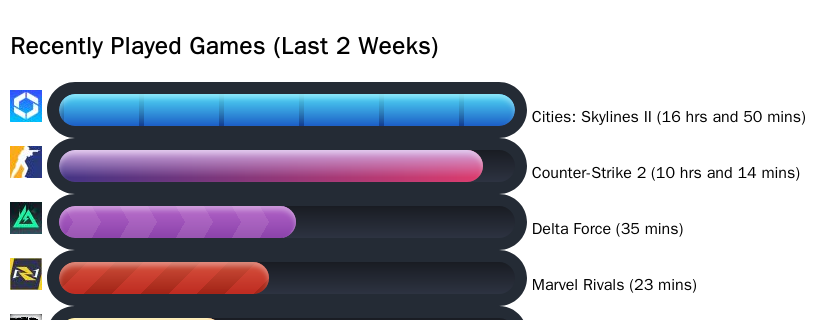 Recently Played Games (Last 2 Weeks)
Cities: Skylines II (16 hrs and 50 mins)
Counter-Strike 2 (10 hrs and 14 mins)
Delta Force (35 mins)
Marvel Rivals (23 mins)